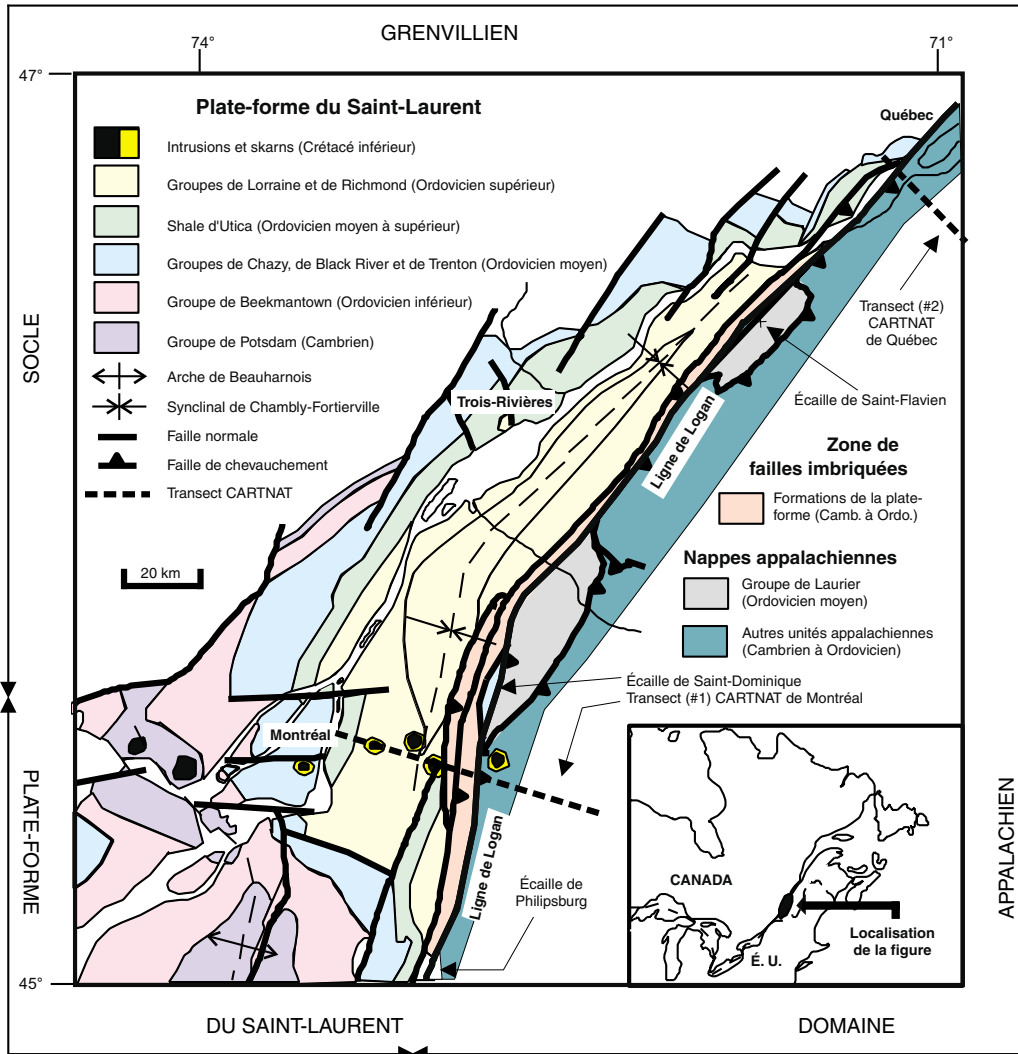 GRENVILLIEN
74°
71°
47°
Plate-forme du Saint-Laurent
Intrusions et skarns (Crétacé inférieur)
Groupes de Lorraine et de Richmond (Ordovicien supérieur)
Shale d'Utica (Ordovicien moyen à supérieur)
Groupes de Chazy, de Black River et de Trenton (Ordovicien moyen)
Groupe de Beekmantown (Ordovicien inférieur)
Groupe de Potsdam (Cambrien)
Arche de Beauharnois
Synclinal de Chambly-Fortierville
Faille normale
Faille de chevauchement
Transect CARTNAT
20 km
Québec
Transect (#2)
CARTNAT
de Québec
Écaille de Saint-Flavien
Trois-Rivières
Ligne de Logan
Zone de
failles imbriquées
Formations de la plate-
forme (Camb. à Ordo.)
Nappes appalachiennes
Groupe de Laurier
(Ordovicien moyen)
Autres unités appalachiennes
(Cambrien à Ordovicien)
Écaille de Saint-Dominique
Transect (#1) CARTNAT de Montréal
Montréal
Ligne de Logan
Écaille de
Philipsburg
CANADA
É. U.
Localisation
de la figure
45°
SOCLE
PLATE-FORME
DU SAINT-LAURENT
DOMAINE
APPALACHIEN